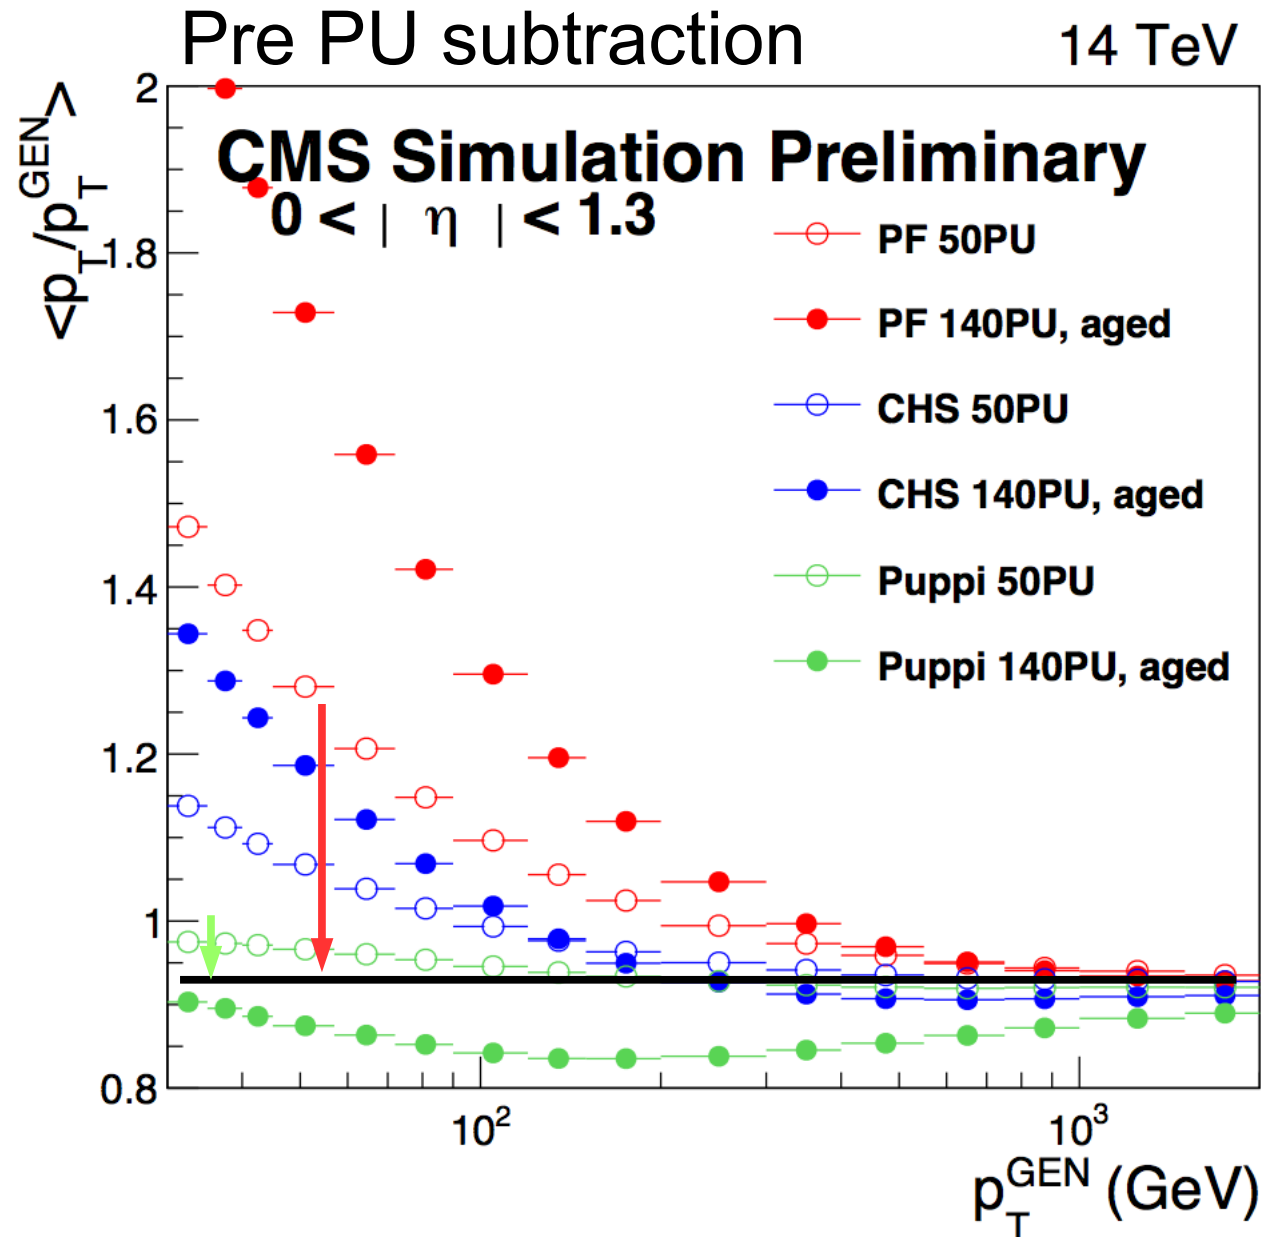 Pre PU subtraction
14 TeV
<p_T/p_T^GEN>
CMS Simulation Preliminary
0 < | η | < 1.3
PF 50PU
PF 140PU, aged
CHS 50PU
CHS 140PU, aged
Puppi 50PU
Puppi 140PU, aged
2
1.8
1.6
1.4
1.2
1
0.8
10^2
10^3
p_T^GEN (GeV)